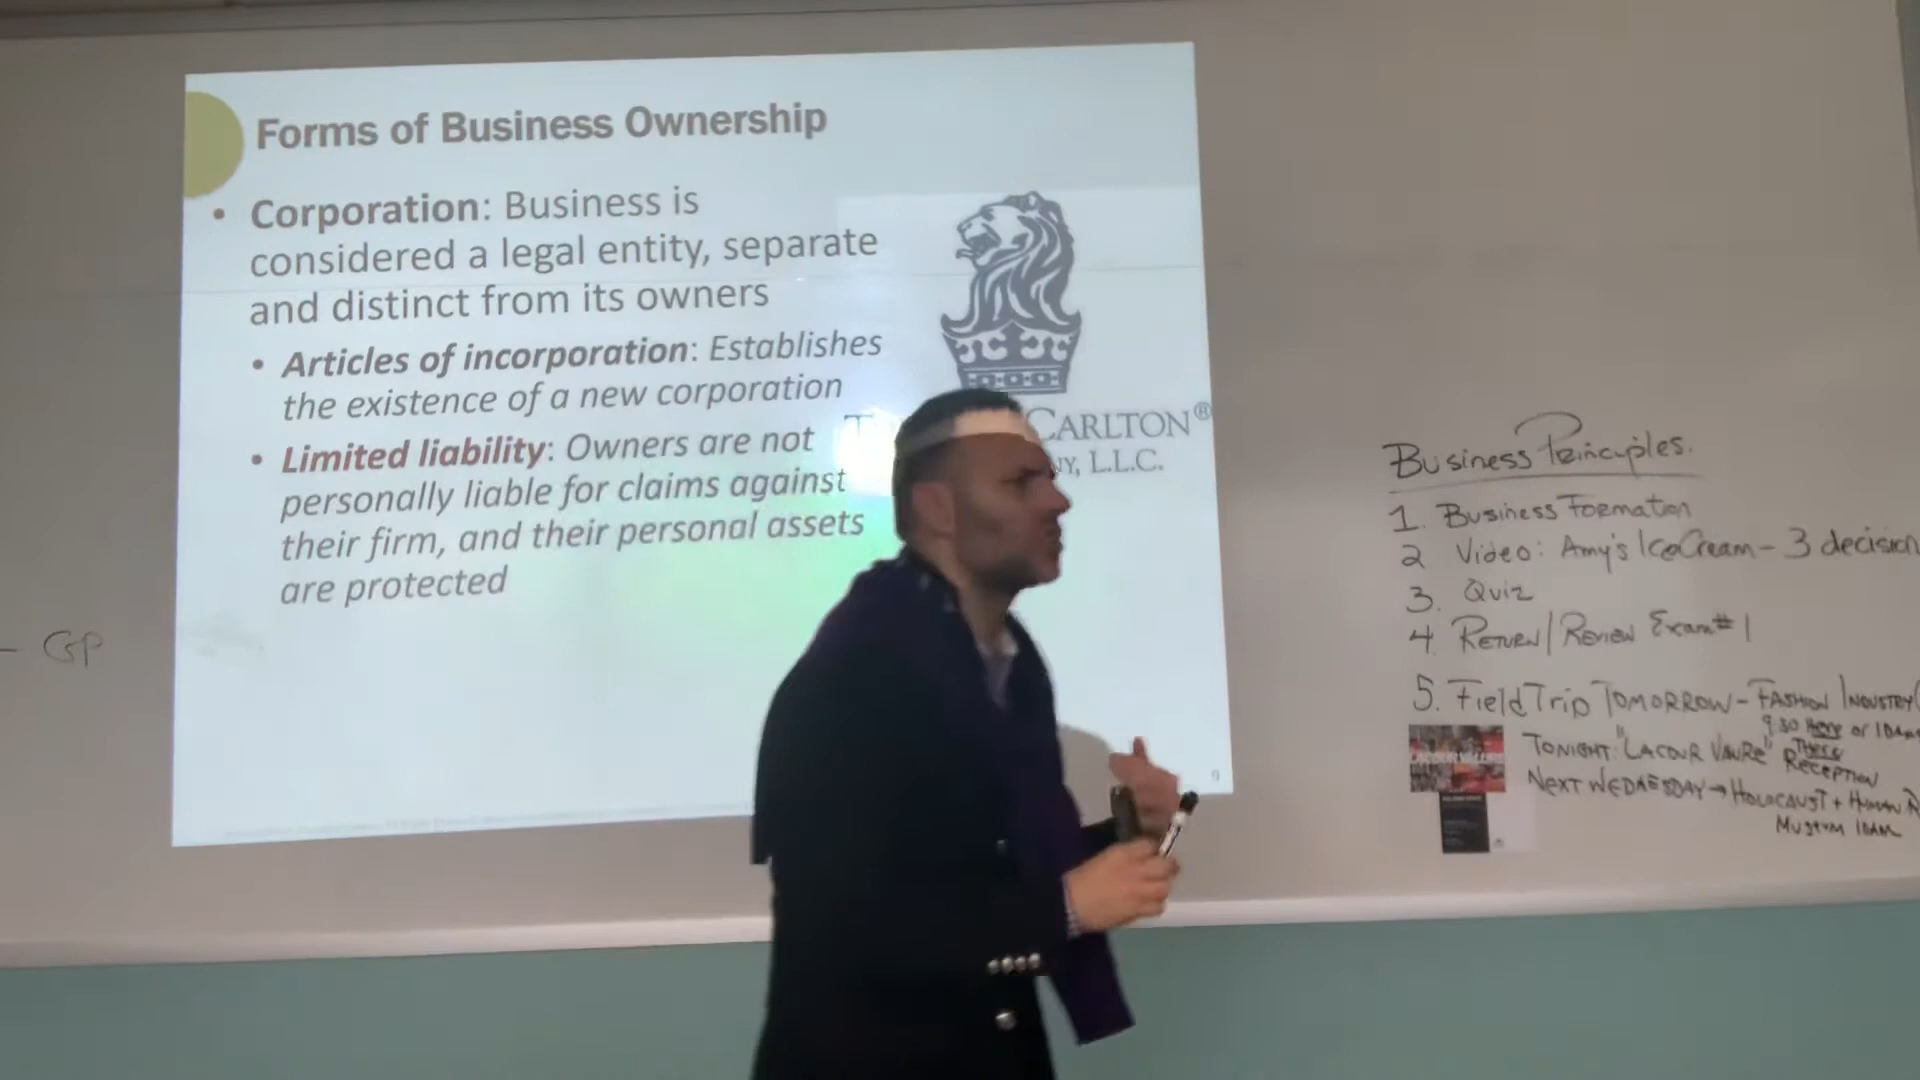 Forms of Business Ownership
• Corporation: Business is
considered a legal entity, separate
and distinct from its owners
• Articles of incorporation: Establishes
the existence of a new corporation
• Limited liability: Owners are not
personally liable for claims against
their firm, and their personal assets
are protected
CARLTON®
L.L.C.
9
- GP
Business Principles.
1. Business Formation
2 Video: Amy's IceCream - 3 decision
3. Quiz
4 RETURN/REVIEW Exam #1
5. Field Trip TOMORROW - FASHION INDUSTRY
9:30 HERE or 10AM
THERE
TONIGHT: "LACOUR
RECEPTION
NEXT WEDNESDAY → HOLOCAUST + HUMAN
MUSEUM 10AM